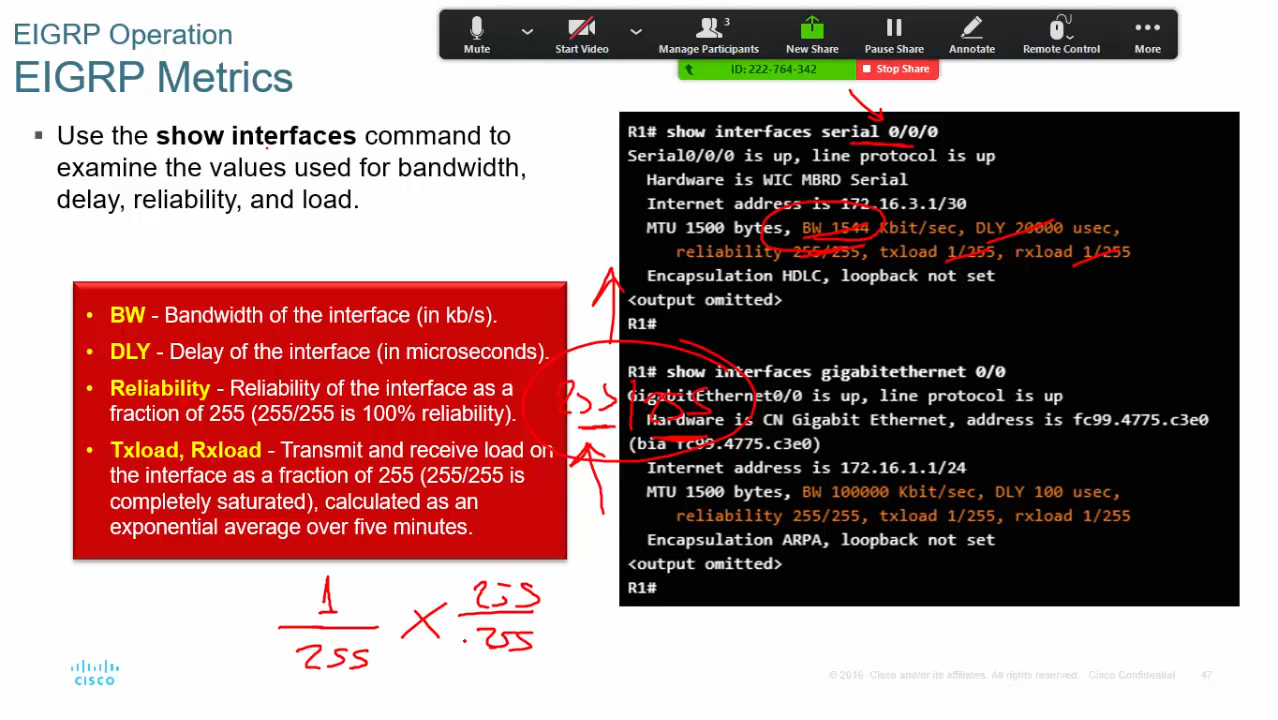 EIGRP Operation
EIGRP Metrics
Mute
Start Video
3
Manage Participants
New Share
Pause Share
Annotate
Remote Control
More
ID: 222-764-342
Stop Share
▪ Use the show interfaces command to
examine the values used for bandwidth,
delay, reliability, and load.
• BW - Bandwidth of the interface (in kb/s).
• DLY - Delay of the interface (in microseconds).
• Reliability - Reliability of the interface as a
fraction of 255 (255/255 is 100% reliability).
• Txload, Rxload - Transmit and receive load on
the interface as a fraction of 255 (255/255 is
completely saturated), calculated as an
exponential average over five minutes.
R1# show interfaces serial 0/0/0
Serial0/0/0 is up, line protocol is up
Hardware is WIC MBRD Serial
Internet address is 172.16.3.1/30
MTU 1500 bytes, BW 1544 Kbit/sec, DLY 20000 usec,
reliability 255/255, txload 1/255, rxload 1/255
Encapsulation HDLC, loopback not set
<output omitted>
R1#
R1# show interfaces gigabitethernet 0/0
GigabitEthernet0/0 is up, line protocol is up
Hardware is CN Gigabit Ethernet, address is fc99.4775.c3e0
(bia fc99.4775.c3e0)
Internet address is 172.16.1.1/24
MTU 1500 bytes, BW 100000 Kbit/sec, DLY 100 usec,
reliability 255/255, txload 1/255, rxload 1/255
Encapsulation ARPA, loopback not set
<output omitted>
R1#
255/255
1 255
× 
255 255
CISCO
© 2016 Cisco and/or its affiliates. All rights reserved. Cisco Confidential
47